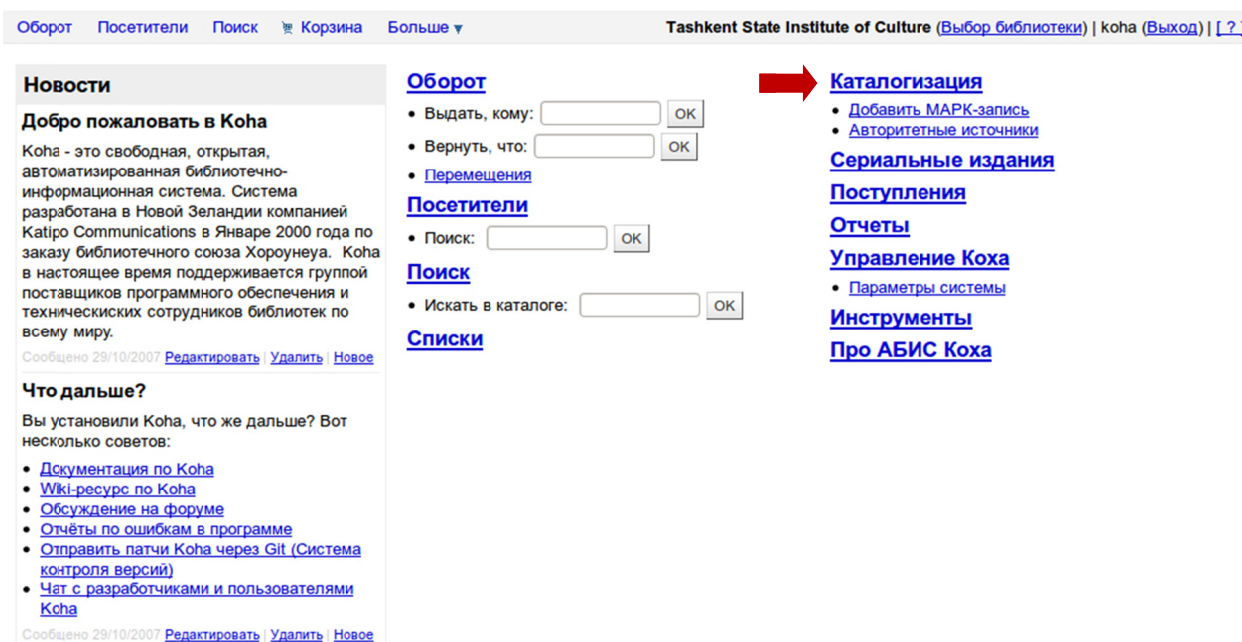 Оборот Посетители Поиск Корзина Больше ▼ Tashkent State Institute of Culture (Выбор библиотеки) | koha (Выход) | [ ? ]
Новости
Добро пожаловать в Koha
Koha - это свободная, открытая,
автоматизированная библиотечно-
информационная система. Система
разработана в Новой Зеландии компанией
Katipo Communications в Январе 2000 года по
заказу библиотечного союза Хороунеуа. Koha
в настоящее время поддерживается группой
поставщиков программного обеспечения и
техничеcкиских сотрудников библиотек по
всему миру.
Сообщено 29/10/2007 Редактировать | Удалить | Новое
Что дальше?
Вы установили Koha, что же дальше? Вот
несколько советов:
• Документация по Koha
• Wiki-ресурс по Koha
• Обсуждение на форуме
• Отчёты по ошибкам в программе
• Отправить патчи Koha через Git (Система
контроля версий)
• Чат с разработчиками и пользователями
Koha
Сообщено 29/10/2007 Редактировать | Удалить | Новое
Оборот
• Выдать, кому: OK
• Вернуть, что: OK
• Перемещения
Посетители
• Поиск: OK
Поиск
• Искать в каталоге: OK
Списки
Каталогизация
• Добавить МАРК-запись
• Авторитетные источники
Сериальные издания
Поступления
Отчеты
Управление Коха
• Параметры системы
Инструменты
Про АБИС Коха